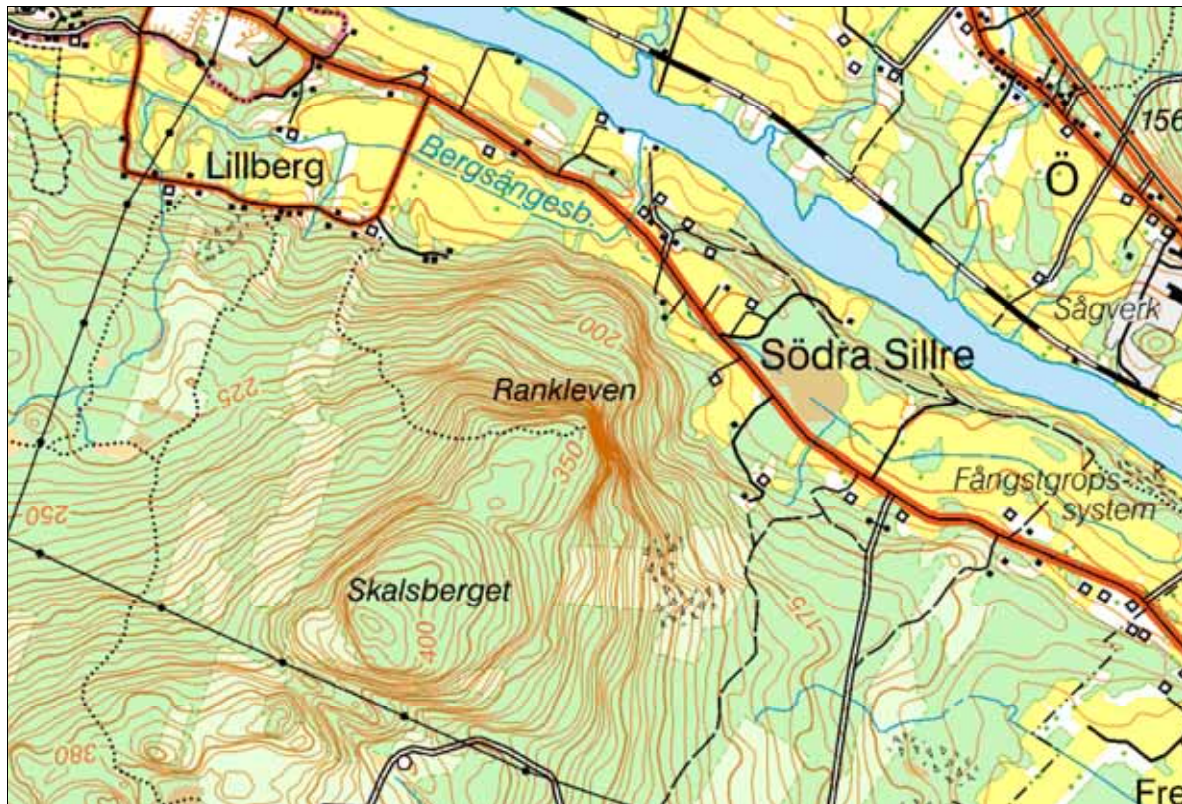 156
Lillberg
Bergsängesb.
Ö
Sågverk
200
Södra Sillre
225
Rankleven
350
Fångstgrops-
system
250
Skalsberget
175
400
380
Fre